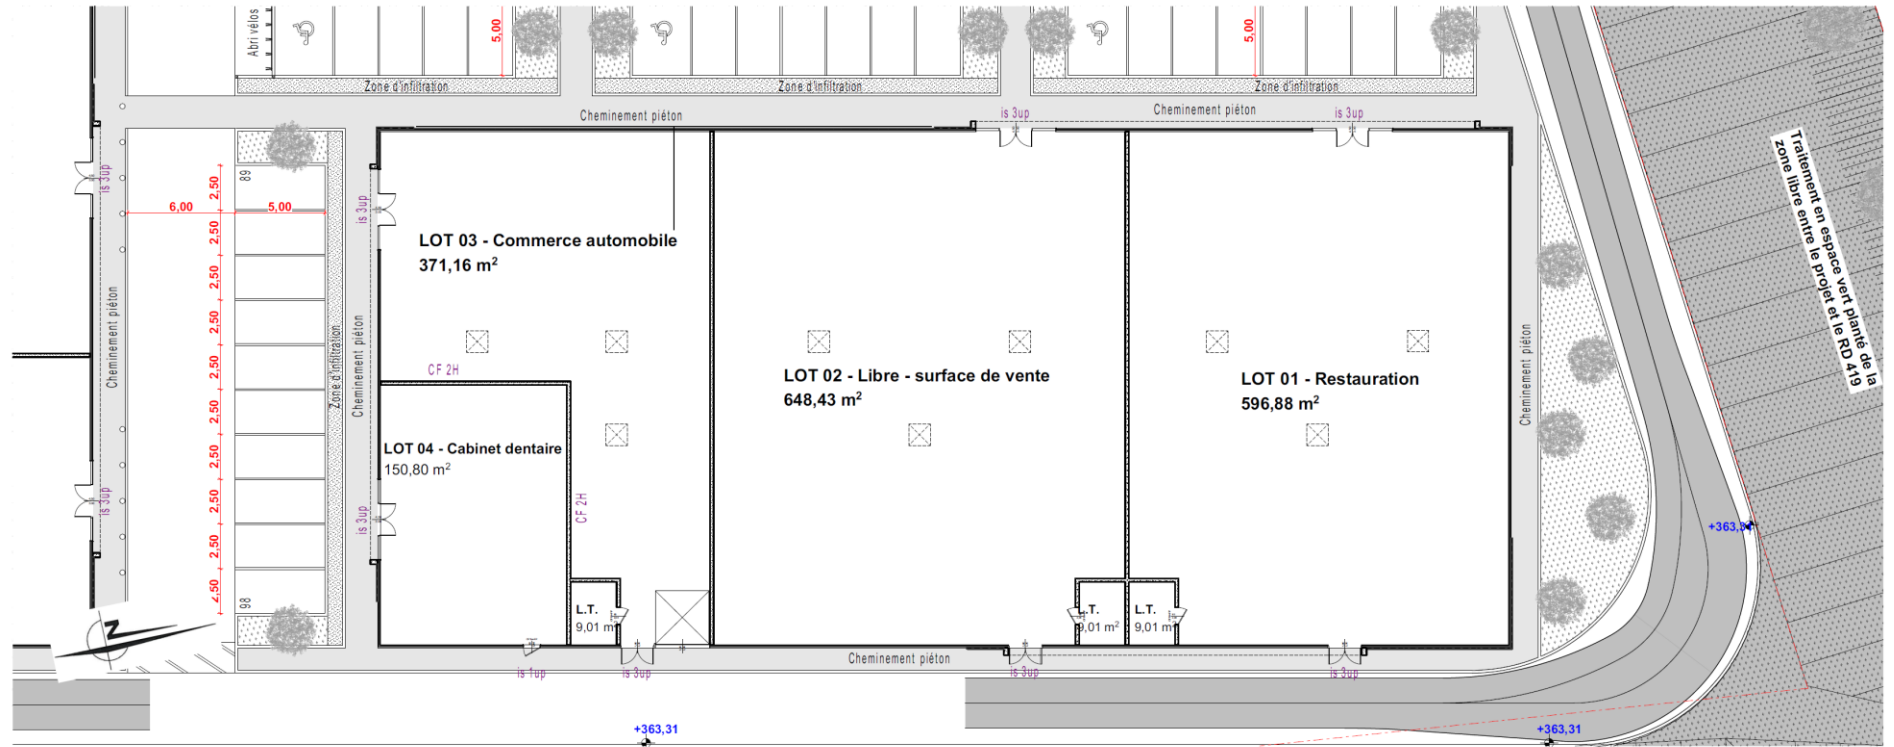 Abri vélos
5,00
5,00
Zone d'infiltration
Zone d'infiltration
Zone d'infiltration
Cheminement piéton
Cheminement piéton
is 3up
is 3up
is 3up
89
6,00
5,00
2,50
2,50
2,50
2,50
2,50
2,50
2,50
2,50
2,50
2,50
98
is 3up
Cheminement piéton
is 3up
Zone d'infiltration
Cheminement piéton
is 3up
LOT 03 - Commerce automobile
371,16 m²
CF 2H
CF 2H
LOT 04 - Cabinet dentaire
150,80 m²
LOT 02 - Libre - surface de vente
648,43 m²
LOT 01 - Restauration
596,88 m²
Cheminement piéton
Traitement en espace vert planté de la
zone libre entre le projet et le RD 419
L.T.
9,01 m²
L.T.
9,01 m²
L.T.
9,01 m²
N
Cheminement piéton
is 1up
is 3up
is 3up
is 3up
+363,31
+363,31